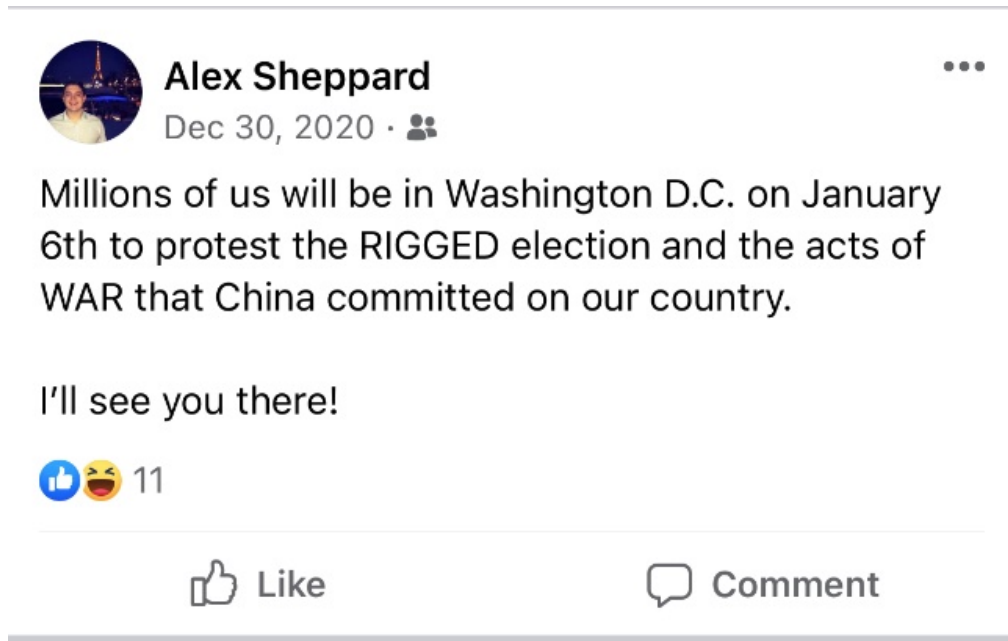 Alex Sheppard
Dec 30, 2020 ·
Millions of us will be in Washington D.C. on January
6th to protest the RIGGED election and the acts of
WAR that China committed on our country.
I'll see you there!
11
Like
Comment